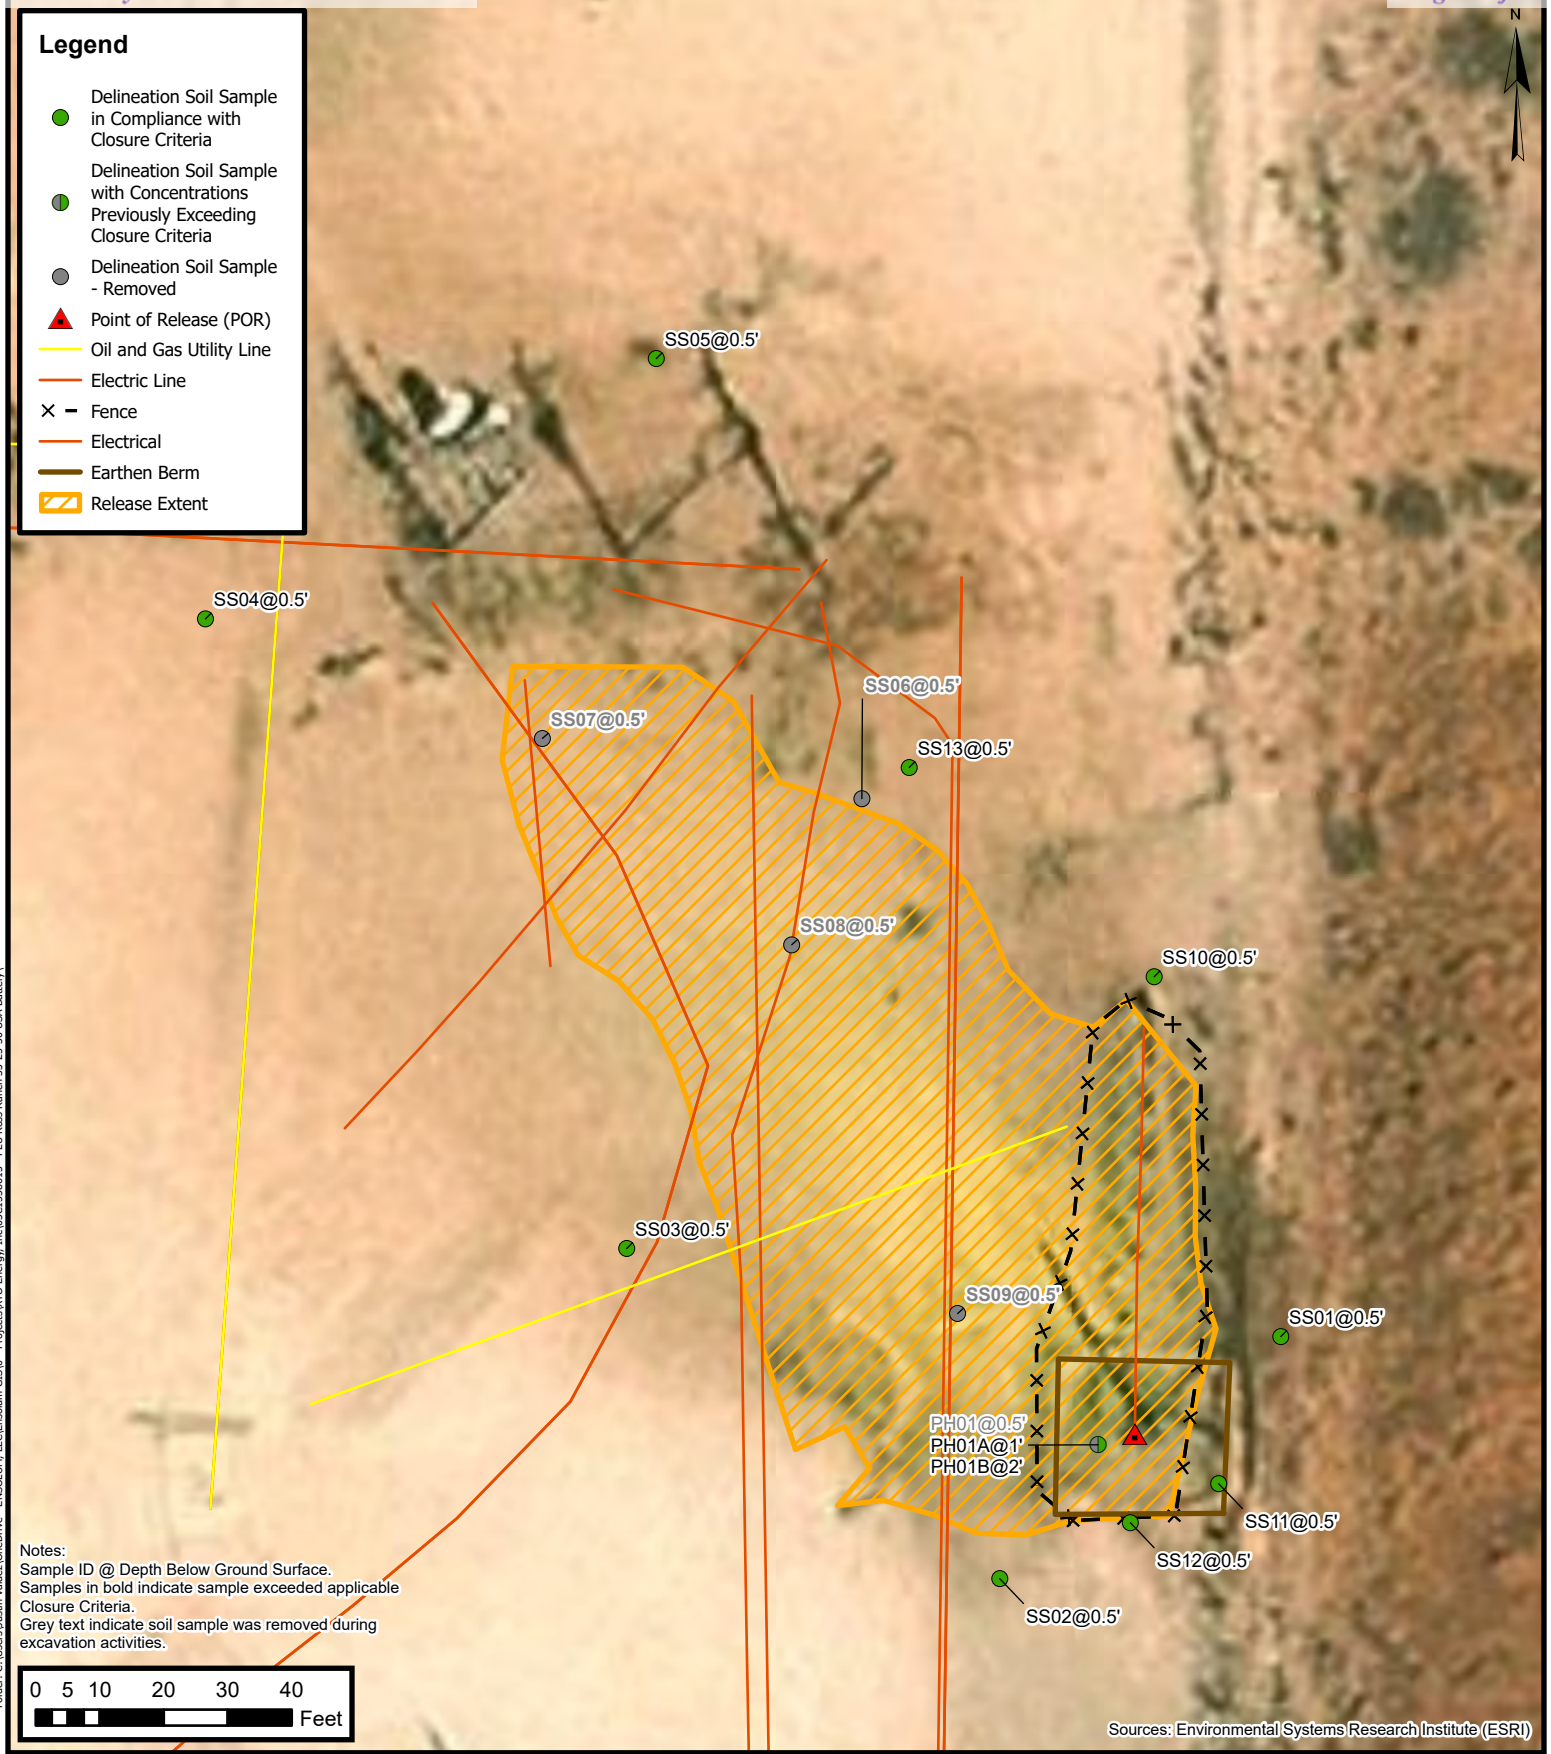 N
Legend
Delineation Soil Sample
in Compliance with
Closure Criteria
Delineation Soil Sample
with Concentrations
Previously Exceeding
Closure Criteria
Delineation Soil Sample
- Removed
Point of Release (POR)
Oil and Gas Utility Line
Electric Line
Fence
Electrical
Earthen Berm
Release Extent
SS05@0.5'
SS04@0.5'
SS06@0.5'
SS07@0.5'
SS13@0.5'
SS08@0.5'
SS10@0.5'
SS03@0.5'
SS09@0.5'
SS01@0.5'
PH01@0.5'
PH01A@1'
PH01B@2'
SS11@0.5'
SS12@0.5'
SS02@0.5'
Notes:
Sample ID @ Depth Below Ground Surface.
Samples in bold indicate sample exceeded applicable
Closure Criteria.
Grey text indicate soil sample was removed during
excavation activities.
0 5 10 20 30 40
Feet
Sources: Environmental Systems Research Institute (ESRI)